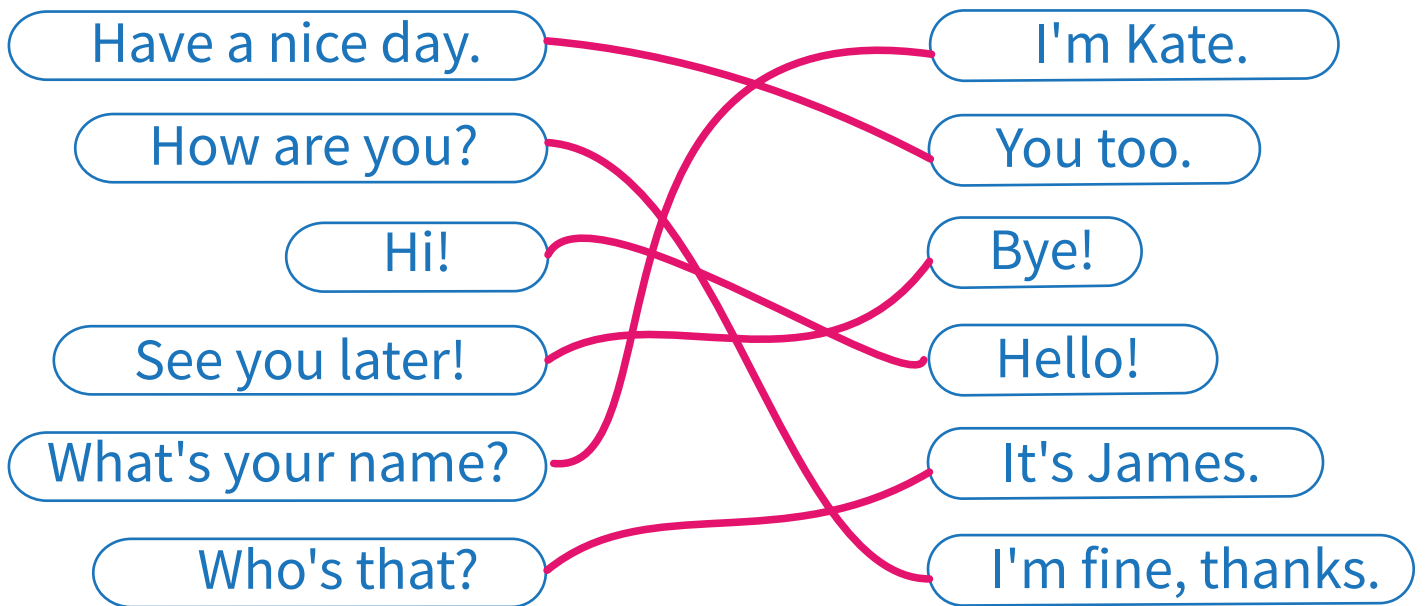 Have a nice day.
I'm Kate.
How are you?
You too.
Hi!
Bye!
See you later!
Hello!
What's your name?
It's James.
Who's that?
I'm fine, thanks.